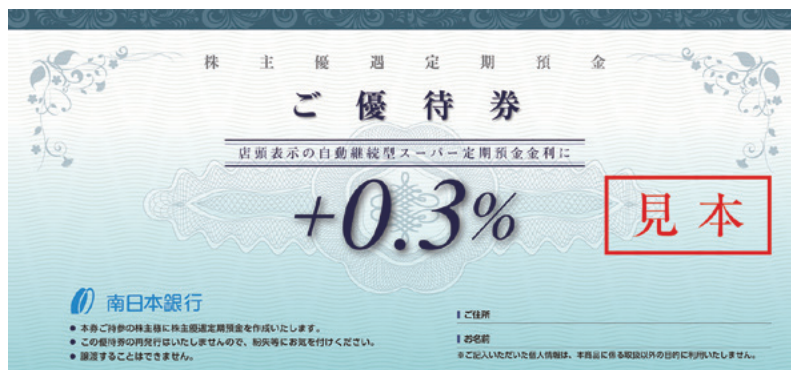 株主優遇定期預金
ご優待券
店頭表示の自動継続型スーパー定期預金金利に
+0.3%
見本
南日本銀行
● 本券ご持参の株主様に株主優遇定期預金を作成いたします。
● この優待券の再発行はいたしませんので、紛失等にお気を付けください。
● 譲渡することはできません。
ご住所
お名前
※ご記入いただいた個人情報は、本商品に係る取扱以外の目的に利用いたしません。